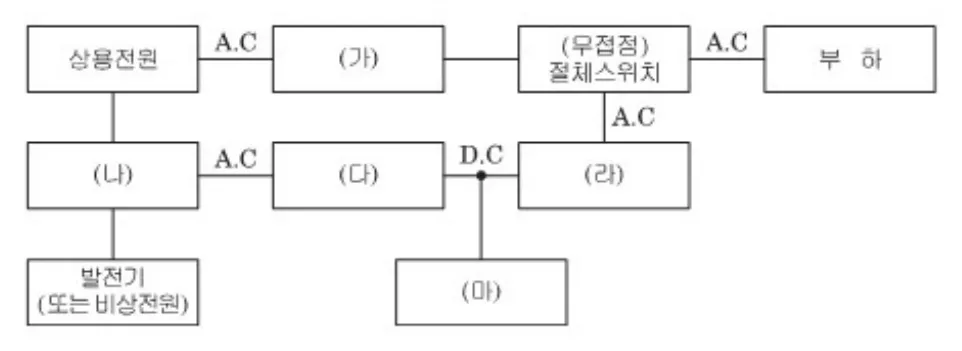 상용전원
A.C
(가)
(무접점)
절체스위치
A.C
부 하
A.C
(나)
A.C
(다)
D.C
(라)
발전기
(또는 비상전원)
(마)